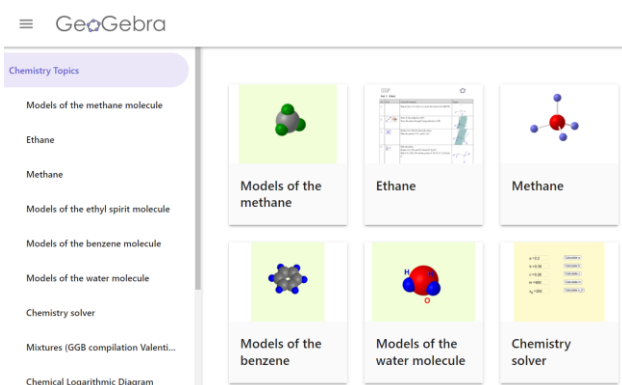 GeoGebra
Chemistry Topics
Models of the methane molecule
Ethane
Methane
Models of the ethyl spirit molecule
Models of the benzene molecule
Models of the water molecule
Chemistry solver
Mixtures (GGB compilation Valenti...
Chemical Logarithmic Diagram
Models of the
methane
Ethane
Methane
Models of the
benzene
H H
O
Models of the
water molecule
Chemistry
solver